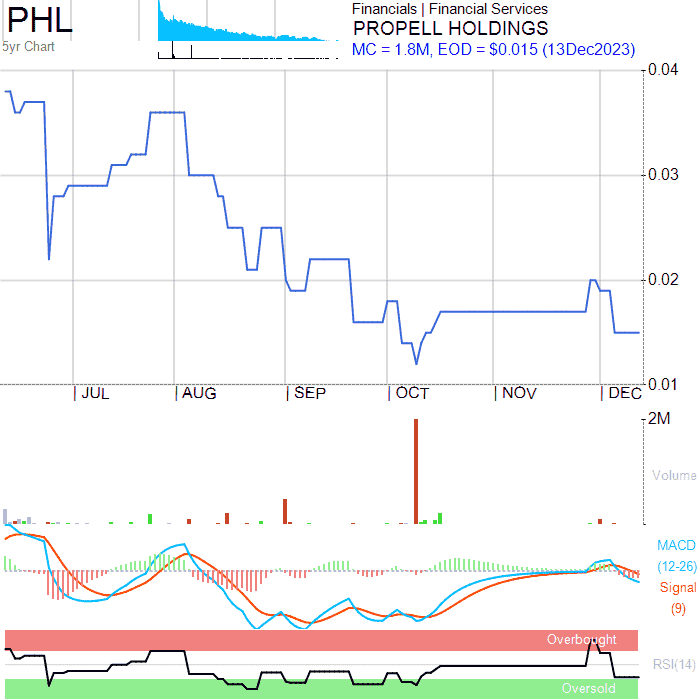 PHL
5yr Chart
Financials | Financial Services
PROPELL HOLDINGS
MC = 1.8M, EOD = $0.015 (13Dec2023)
0.04
0.03
0.02
0.01
JUL
AUG
SEP
OCT
NOV
DEC
2M
Volume
MACD
(12-26)
Signal
(9)
Overbought
RSI(14)
Oversold